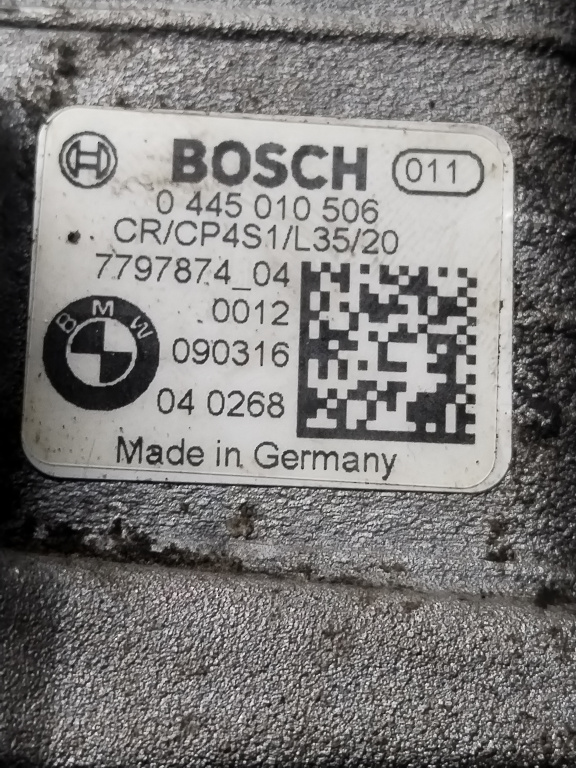 BOSCH 011
0 445 010 506
CR/CP4S1/L35/20
7797874_04
BMW
0012
090316
04 0268
Made in Germany